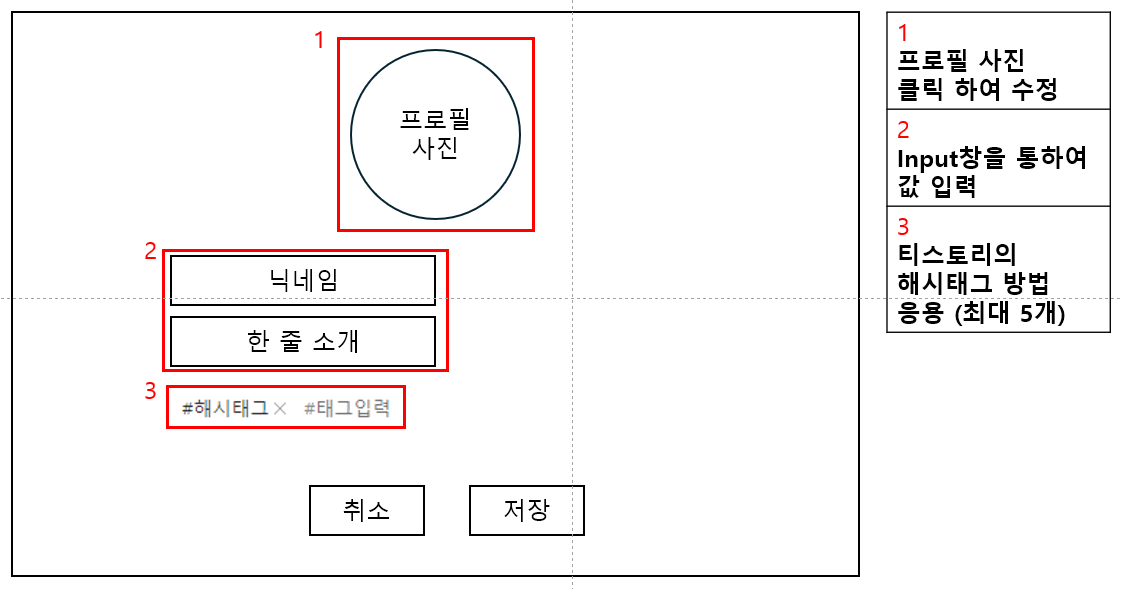 1
프로필
사진
2
닉네임
한 줄 소개
3
#해시태그× #태그입력
취소
저장
1
프로필 사진
클릭 하여 수정
2
Input창을 통하여
값 입력
3
티스토리의
해시태그 방법
응용 (최대 5개)